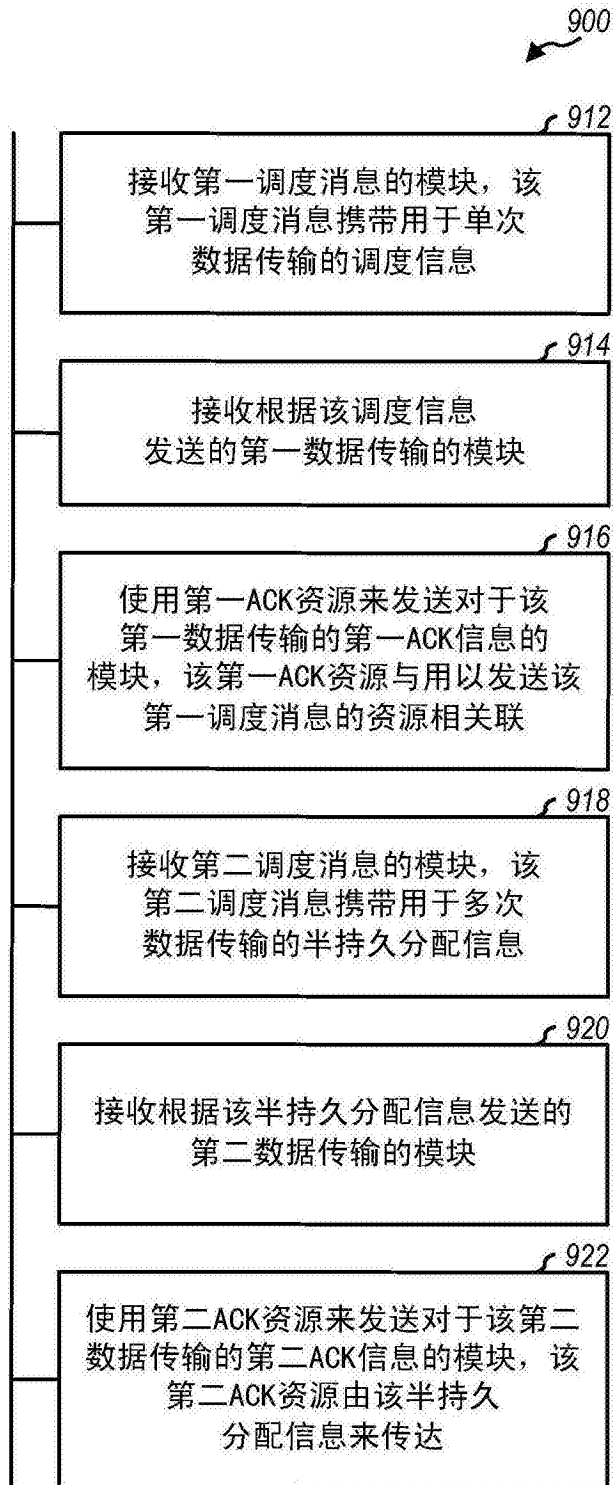 900
912
接收第一调度消息的模块，该
第一调度消息携带用于单次
数据传输的调度信息
914
接收根据该调度信息
发送的第一数据传输的模块
916
使用第一ACK资源来发送对于该
第一数据传输的第一ACK信息的
模块，该第一ACK资源与用以发送该
第一调度消息的资源相关联
918
接收第二调度消息的模块，该
第二调度消息携带用于多次
数据传输的半持久分配信息
920
接收根据该半持久分配信息发送的
第二数据传输的模块
922
使用第二ACK资源来发送对于该第二
数据传输的第二ACK信息的模块，该
第二ACK资源由该半持久
分配信息来传达